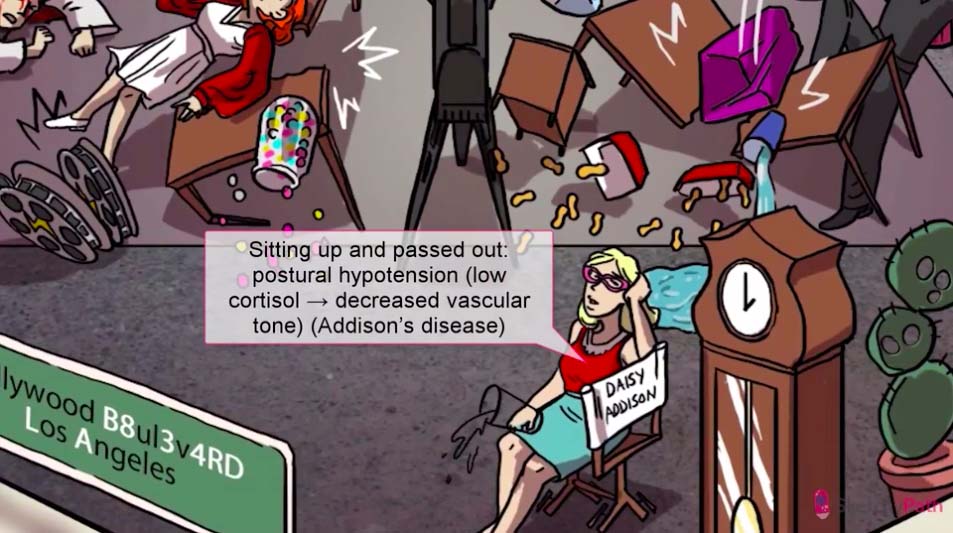 Sitting up and passed out:
postural hypotension (low
cortisol → decreased vascular
tone) (Addison's disease)
DAISY
ADDISON
llywood B8ul3v4RD
Los Angeles